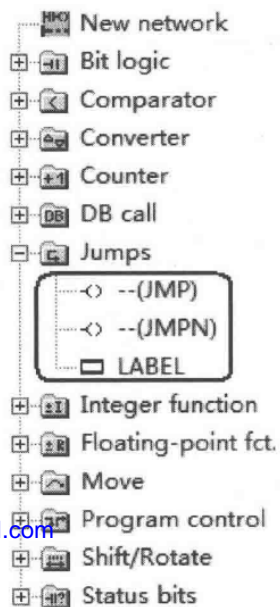 New network
Bit logic
Comparator
Converter
Counter
DB call
Jumps
--(JMP)
--(JMPN)
LABEL
Integer function
Floating-point fct.
Move
Program control
.com
Shift/Rotate
Status bits